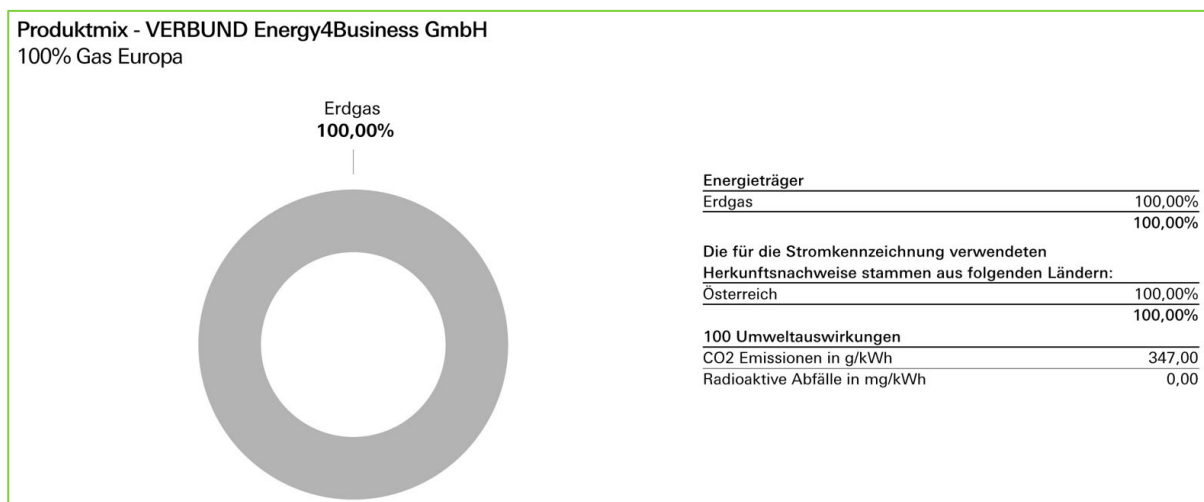 Produktmix - VERBUND Energy4Business GmbH
100% Gas Europa
Erdgas
100,00%
Energieträger
Erdgas 100,00%
100,00%
Die für die Stromkennzeichnung verwendeten
Herkunftsnachweise stammen aus folgenden Ländern:
Österreich 100,00%
100,00%
100 Umweltauswirkungen
CO2 Emissionen in g/kWh 347,00
Radioaktive Abfälle in mg/kWh 0,00